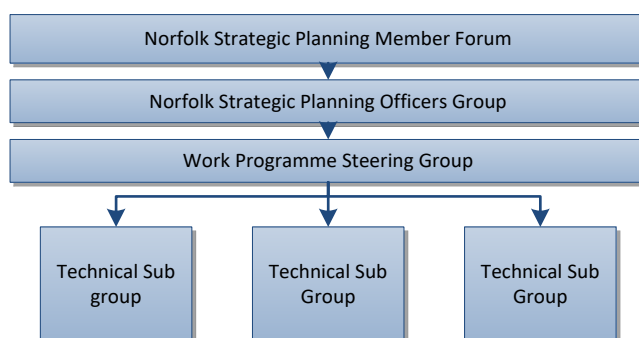 Norfolk Strategic Planning Member Forum
Norfolk Strategic Planning Officers Group
Work Programme Steering Group
Technical Sub
group
Technical Sub
Group
Technical Sub
Group